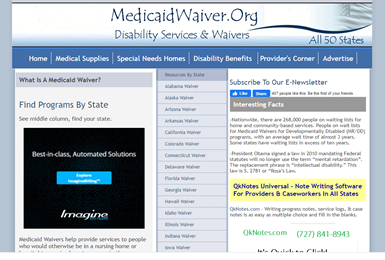 MedicaidWaiver.Org
Disability Services & Waivers
All 50 States
Home
Medical Supplies
Special Needs Homes
Disability Benefits
Provider's Corner
Advertise
What Is A Medicaid Waiver?
Find Programs By State
See middle column, find your state.
Best-in-class, Automated Solutions
Explore
ImagineWriting™
Imagine
Medicaid Waivers help provide services to people
who would otherwise be in a nursing home or
Resources By State
Alabama Waiver
Alaska Waiver
Arizona Waiver
Arkansas Waiver
California Waiver
Colorado Waiver
Connecticut Waiver
Delaware Waiver
Florida Waiver
Georgia Waiver
Hawaii Waiver
Idaho Waiver
Illinois Waiver
Indiana Waiver
Iowa Waiver
Subscribe To Our E-Newsletter
Like
Share
407 people like this. Be the first of your friends.
Interesting Facts
-Nationwide, there are 268,000 people on waiting lists for
home and community-based services. People on wait lists
for Medicaid Waivers for Developmentally Disabled (MR/DD)
programs, with an average wait time of almost 3 years.
Some states have waiting lists in excess of ten years.
President Obama signed a law in 2010 mandating Federal
statutes will no longer use the term "mental retardation".
The replacement phrase is "intellectual disability." This
law is S. 2781 or "Rosa's Law.
QkNotes Universal - Note Writing Software
For Providers & Caseworkers In All States
QkNotes.com - Writing progress notes, service logs, & case
notes is as easy as multiple choice and fill in the blanks.
QkNotes.com
(727) 841-8943
It's Quick to Click!